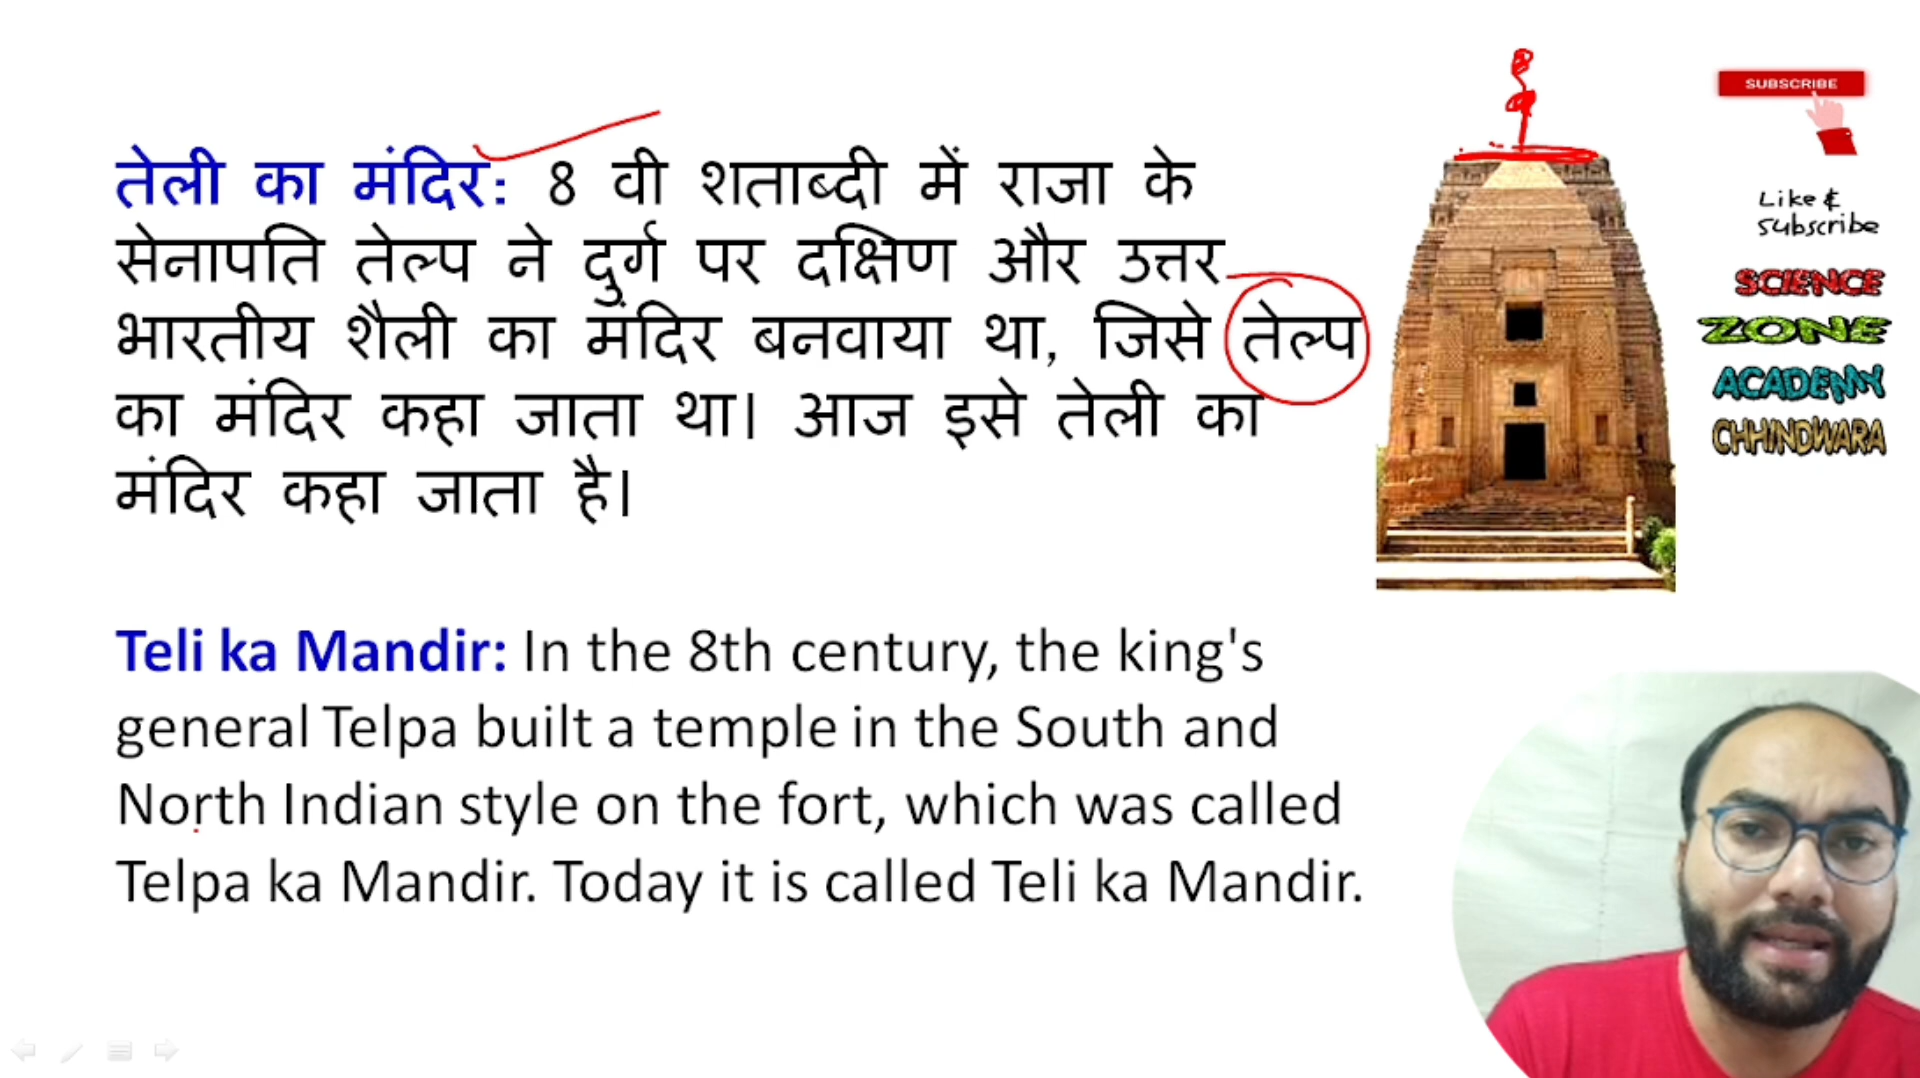 तेली का मंदिर: 8 वी शताब्दी में राजा के
सेनापति तेल्प ने दुर्ग पर दक्षिण और उत्तर
भारतीय शैली का मंदिर बनवाया था, जिसे तेल्प
का मंदिर कहा जाता था। आज इसे तेली का
मंदिर कहा जाता है।
Teli ka Mandir: In the 8th century, the king's
general Telpa built a temple in the South and
North Indian style on the fort, which was called
Telpa ka Mandir. Today it is called Teli ka Mandir.
SUBSCRIBE
Like &
Subscribe
SCIENCE
ZONE
ACADEMY
CHHINDWARA